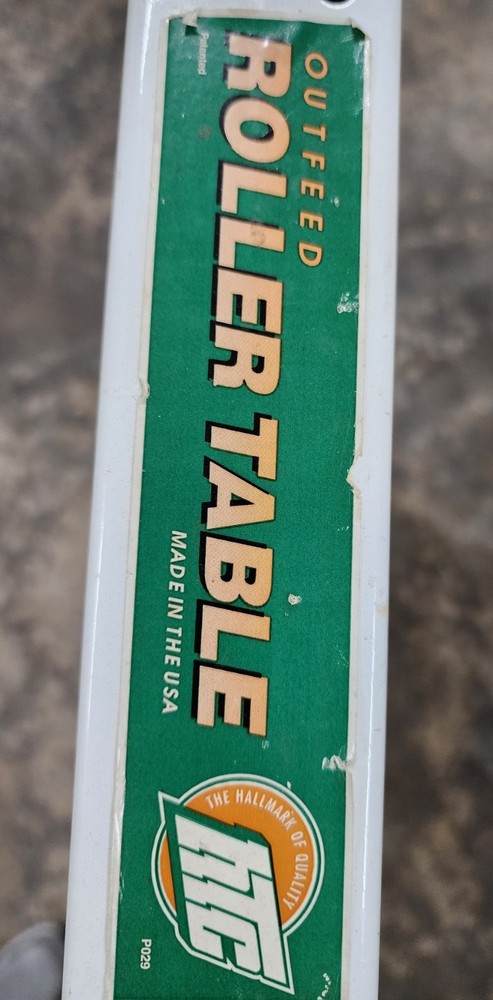 OUTFEED
ROLLER TABLE
Patented
MADE IN THE USA
THE HALLMARK OF QUALITY
HTC
P029